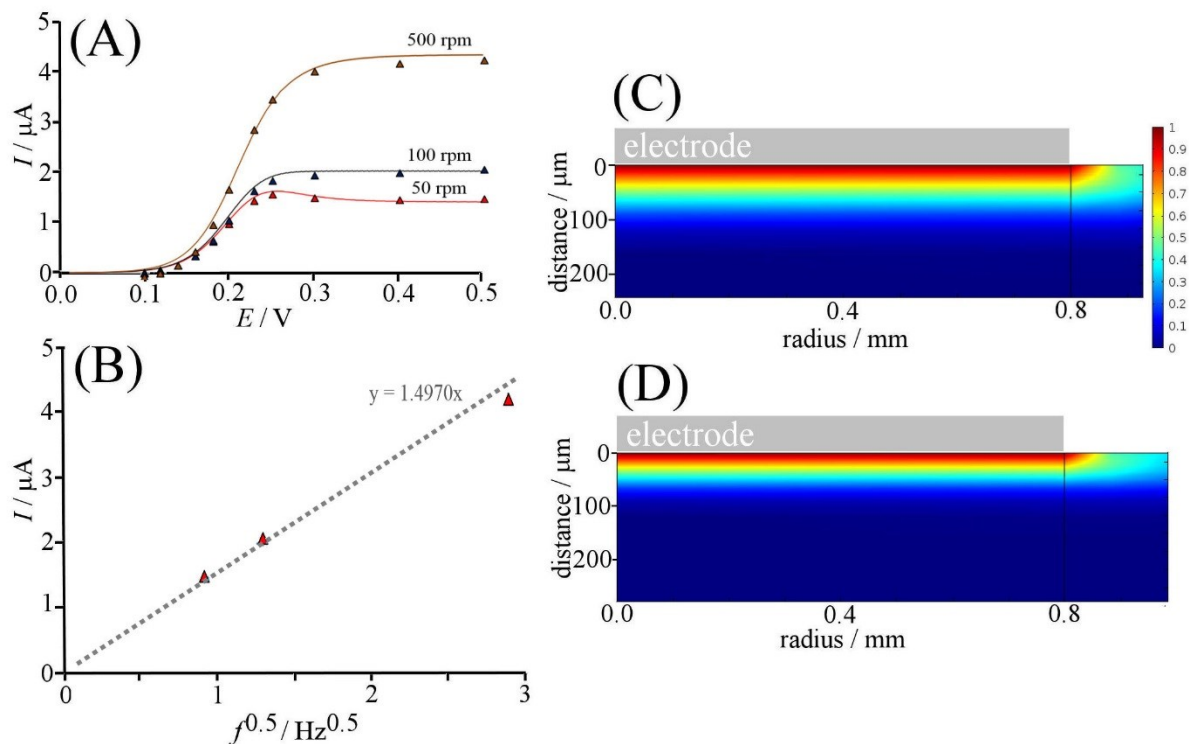 (A)
5
4
3
2
1
0
I / µA
500 rpm
100 rpm
50 rpm
0.0 0.1 0.2 0.3 0.4 0.5
E / V
(B)
5
4
3
2
1
0
I / µA
y = 1.4970x
0 1 2 3
f^0.5 / Hz^0.5
(C)
electrode
0
100
200
distance / µm
0.0 0.4 0.8
radius / mm
1
0.9
0.8
0.7
0.6
0.5
0.4
0.3
0.2
0.1
0
(D)
electrode
0
100
200
distance / µm
0.0 0.4 0.8
radius / mm